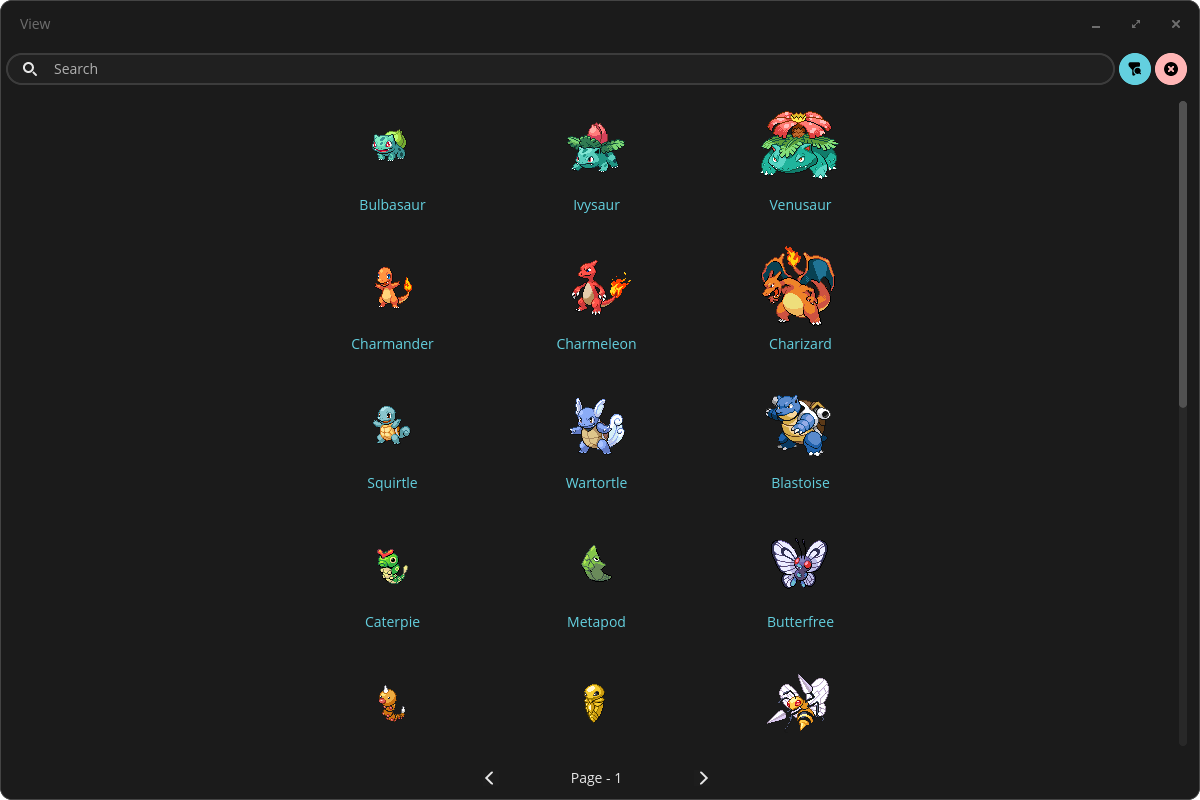 View
Search
Bulbasaur
Ivysaur
Venusaur
Charmander
Charmeleon
Charizard
Squirtle
Wartortle
Blastoise
Caterpie
Metapod
Butterfree
Page - 1